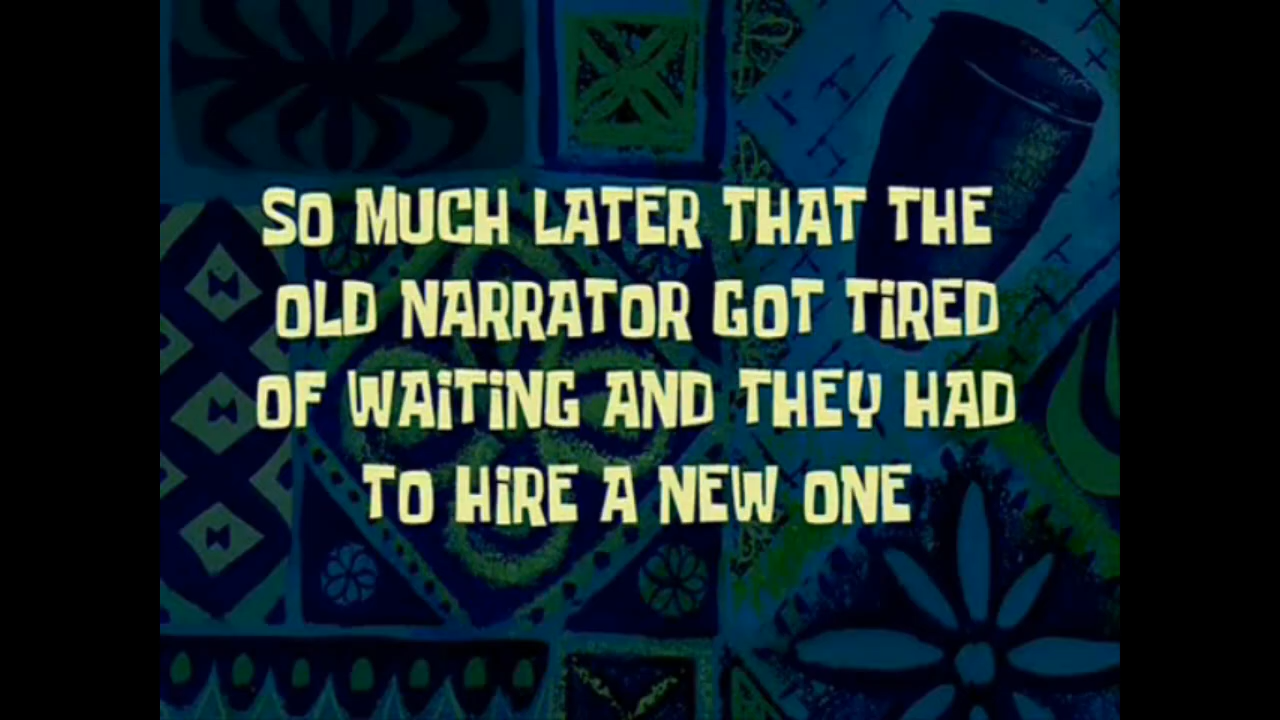 SO MUCH LATER THAT THE
OLD NARRATOR GOT TiRED
OF WAiTiNG AND THEY HAD
TO HiRE A NEW ONE